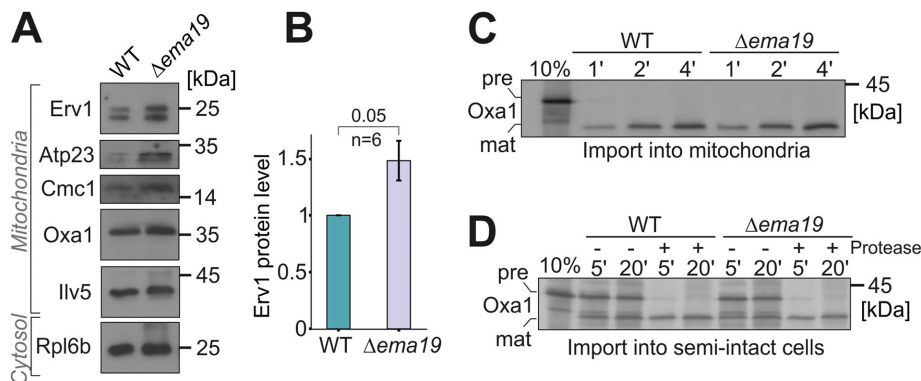 A
WT Δema19
[kDa]
Mitochondria
Erv1
25
Atp23
35
Cmc1
14
Oxa1
35
45
Ilv5
Cytosol
Rpl6b
25
B
Erv1 protein level
0.05
n=6
1.5
1
0.5
0
WT Δema19
C
WT Δema19
10% 1' 2' 4' 1' 2' 4'
45
pre
Oxa1
[kDa]
mat
Import into mitochondria
D
WT Δema19
- - + + - - + + Protease
10% 5' 20' 5' 20' 5' 20' 5' 20'
pre
45
Oxa1
[kDa]
mat
Import into semi-intact cells